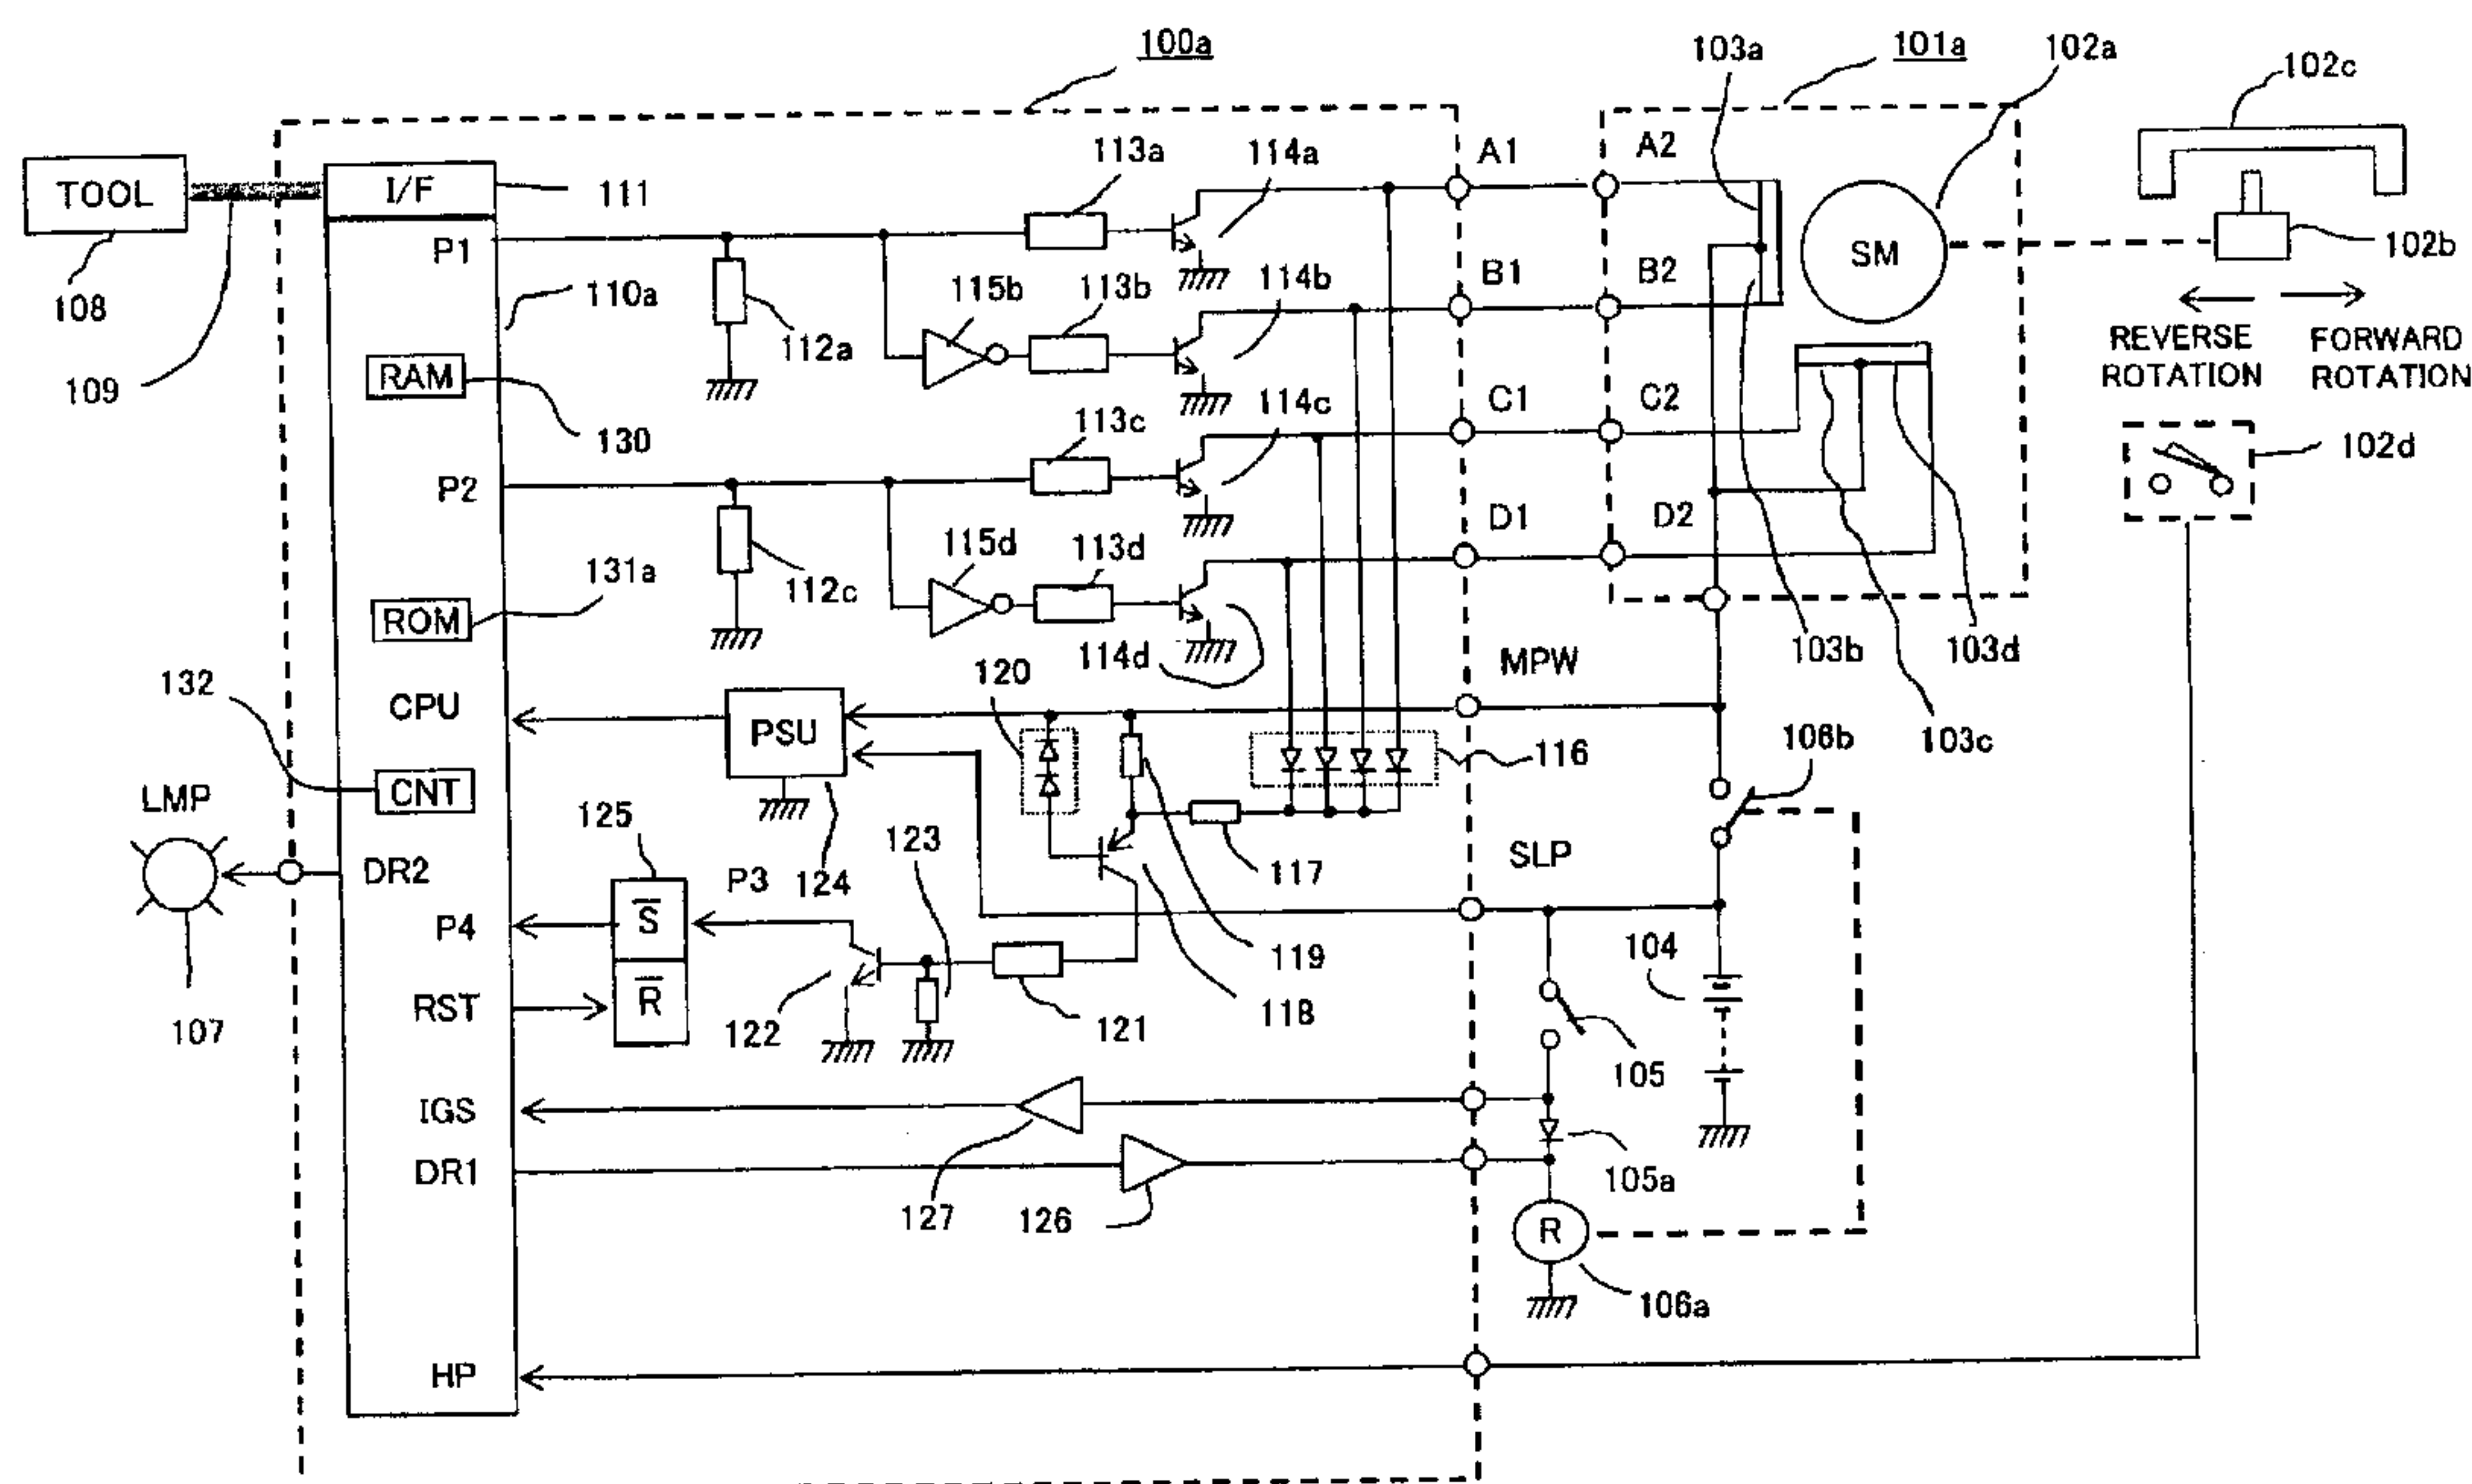 100a
103a
101a
102a
102c
TOOL
I/F
111
113a
114a
A1
A2
SM
102b
P1
110a
115b
113b
114b
B1
B2
108
112a
REVERSE
ROTATION
FORWARD
ROTATION
109
RAM
130
113c
114c
C1
C2
102d
P2
115d
113d
D1
D2
131a
112c
ROM
114d
103b
103d
132
120
MPW
CPU
PSU
103c
106b
116
CNT
LMP
125
123
117
SLP
DR2
P3
124
S
P4
119
104
107
RST
R
122
121
118
105
IGS
105a
DR1
127
126
R
106a
HP